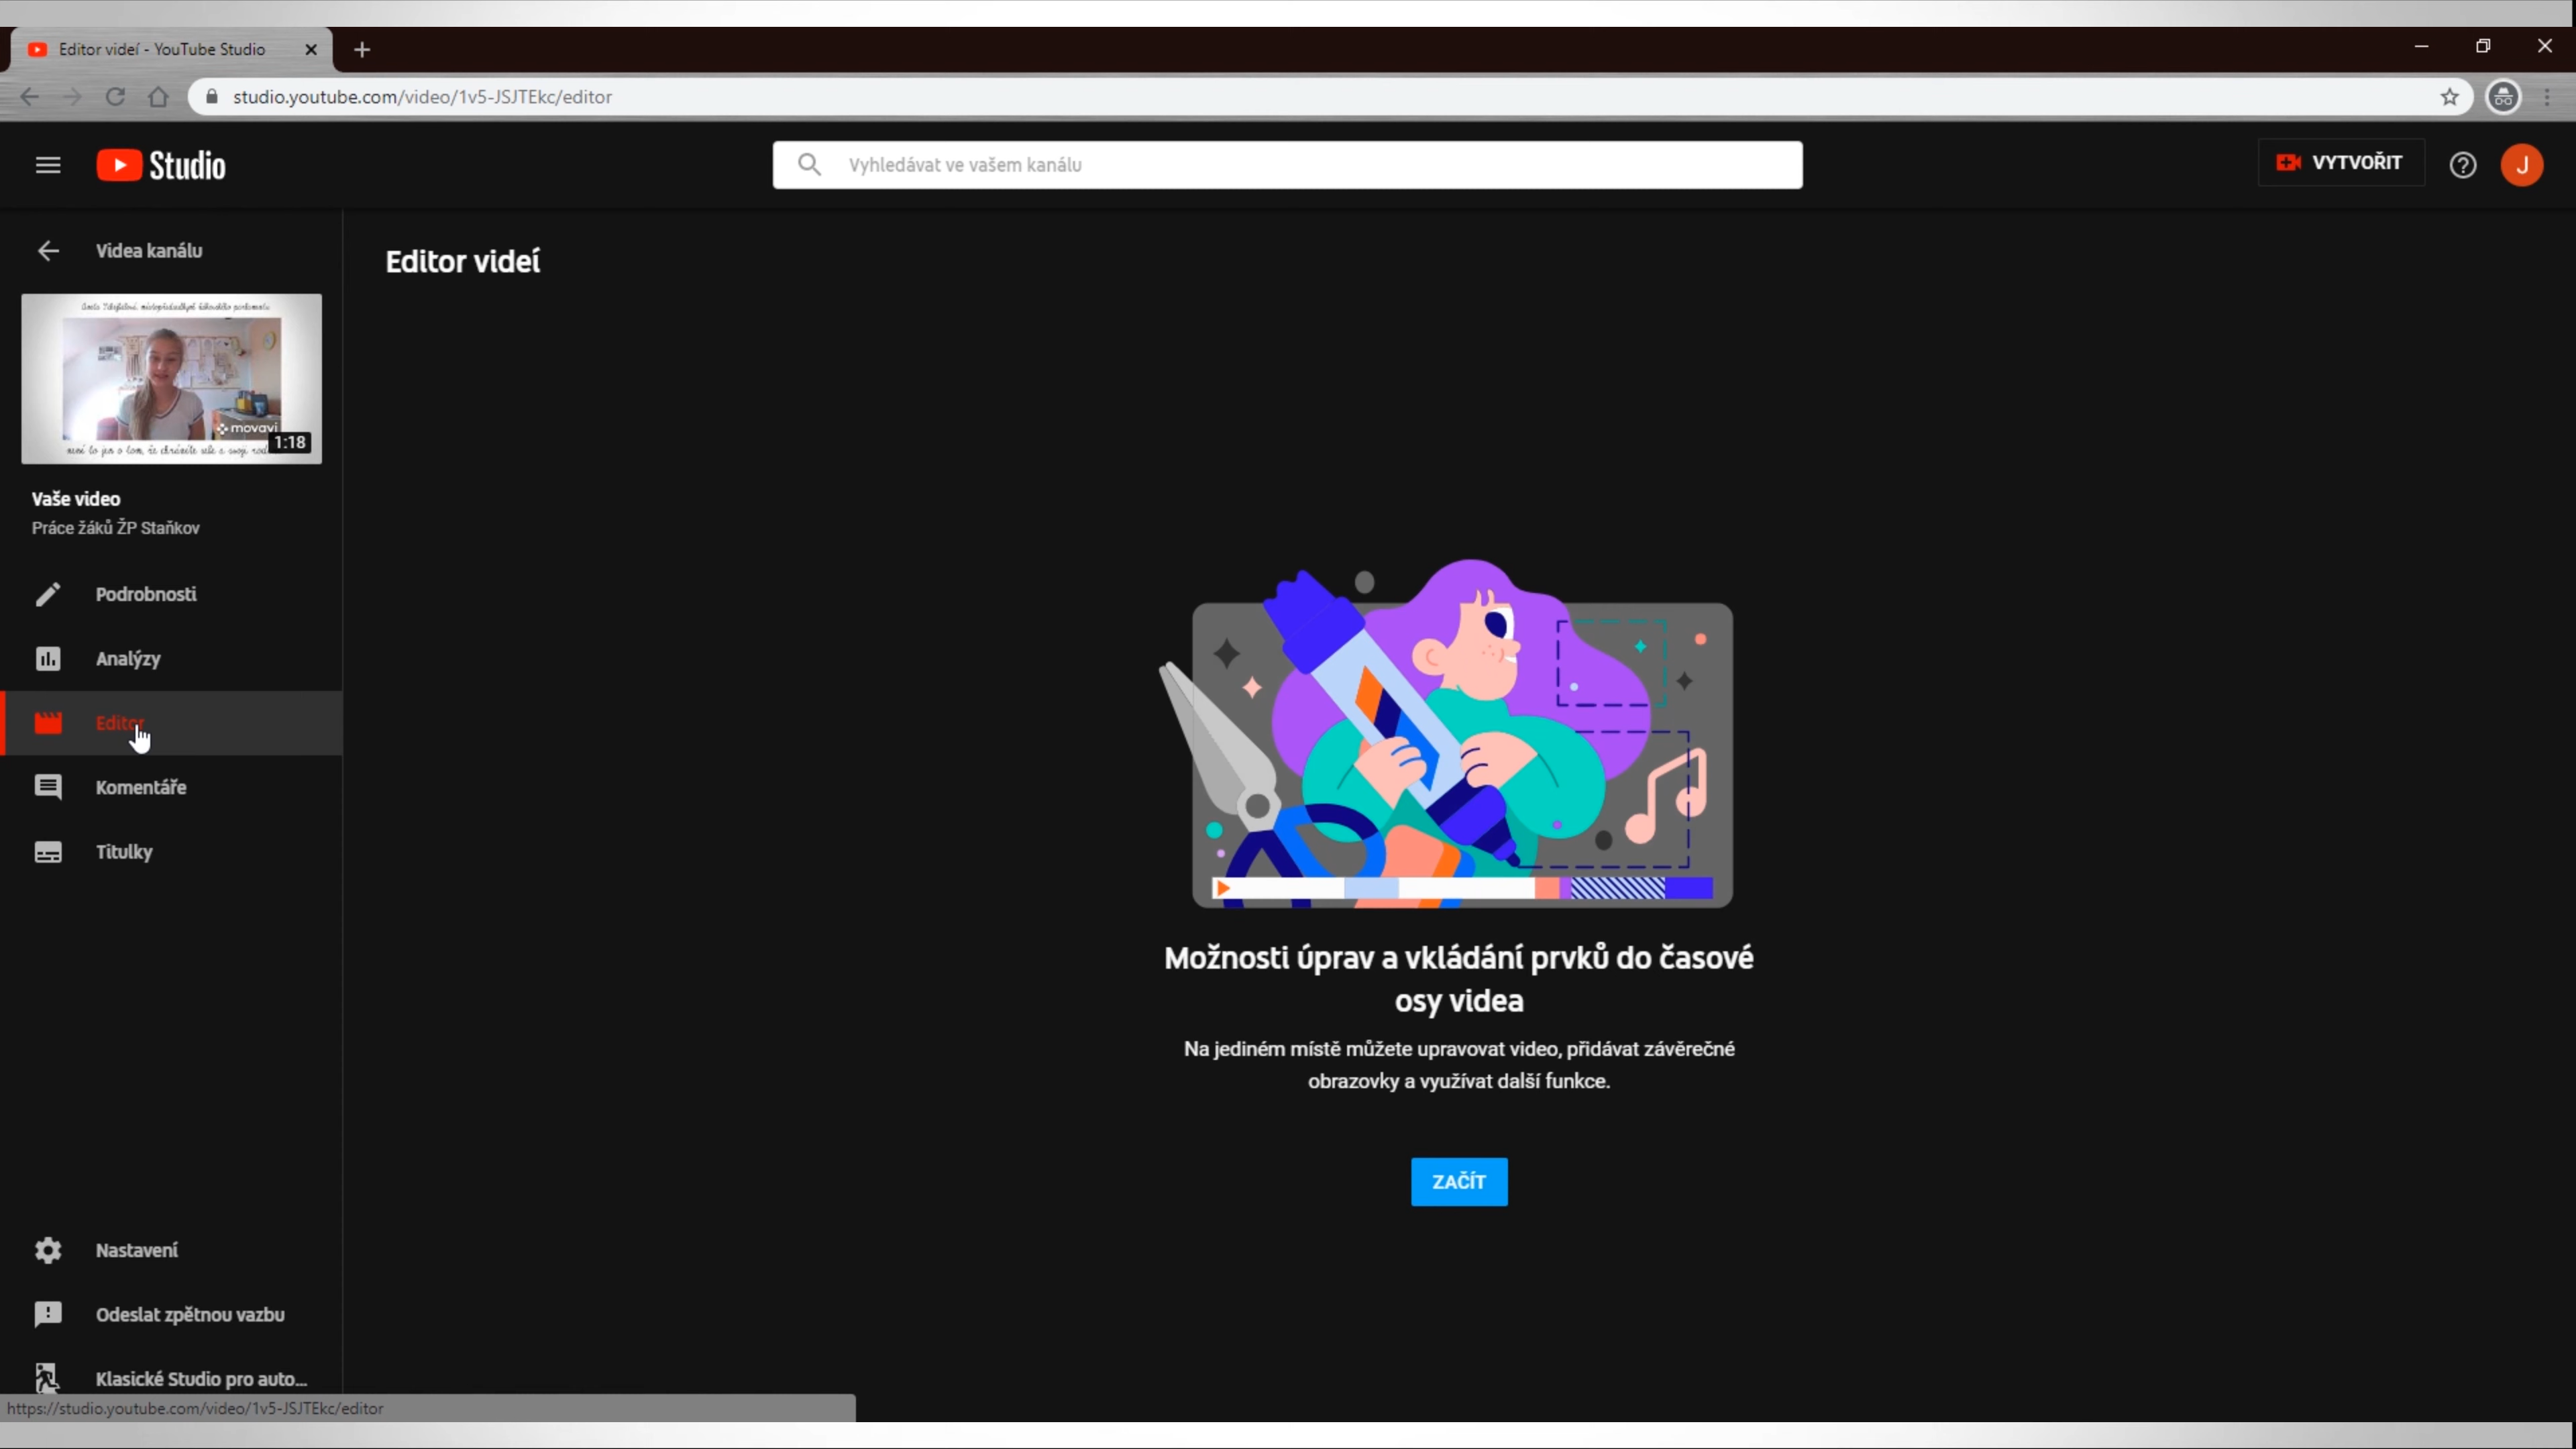 Editor videí - YouTube Studio
studio.youtube.com/video/1v5-JSJTEkc/editor
Studio
Vyhledávat ve vašem kanálu
VYTVOŘIT
J
Videa kanálu
Editor videí
movavi
1:18
Vaše video
Práce žáků ŽP Staňkov
Podrobnosti
Analýzy
Editor
Komentáře
Titulky
Možnosti úprav a vkládání prvků do časové
osy videa
Na jediném místě můžete upravovat video, přidávat závěrečné
obrazovky a využívat další funkce.
ZAČÍT
Nastavení
Odeslat zpětnou vazbu
Klasické Studio pro auto...
https://studio.youtube.com/video/1v5-JSJTEkc/editor